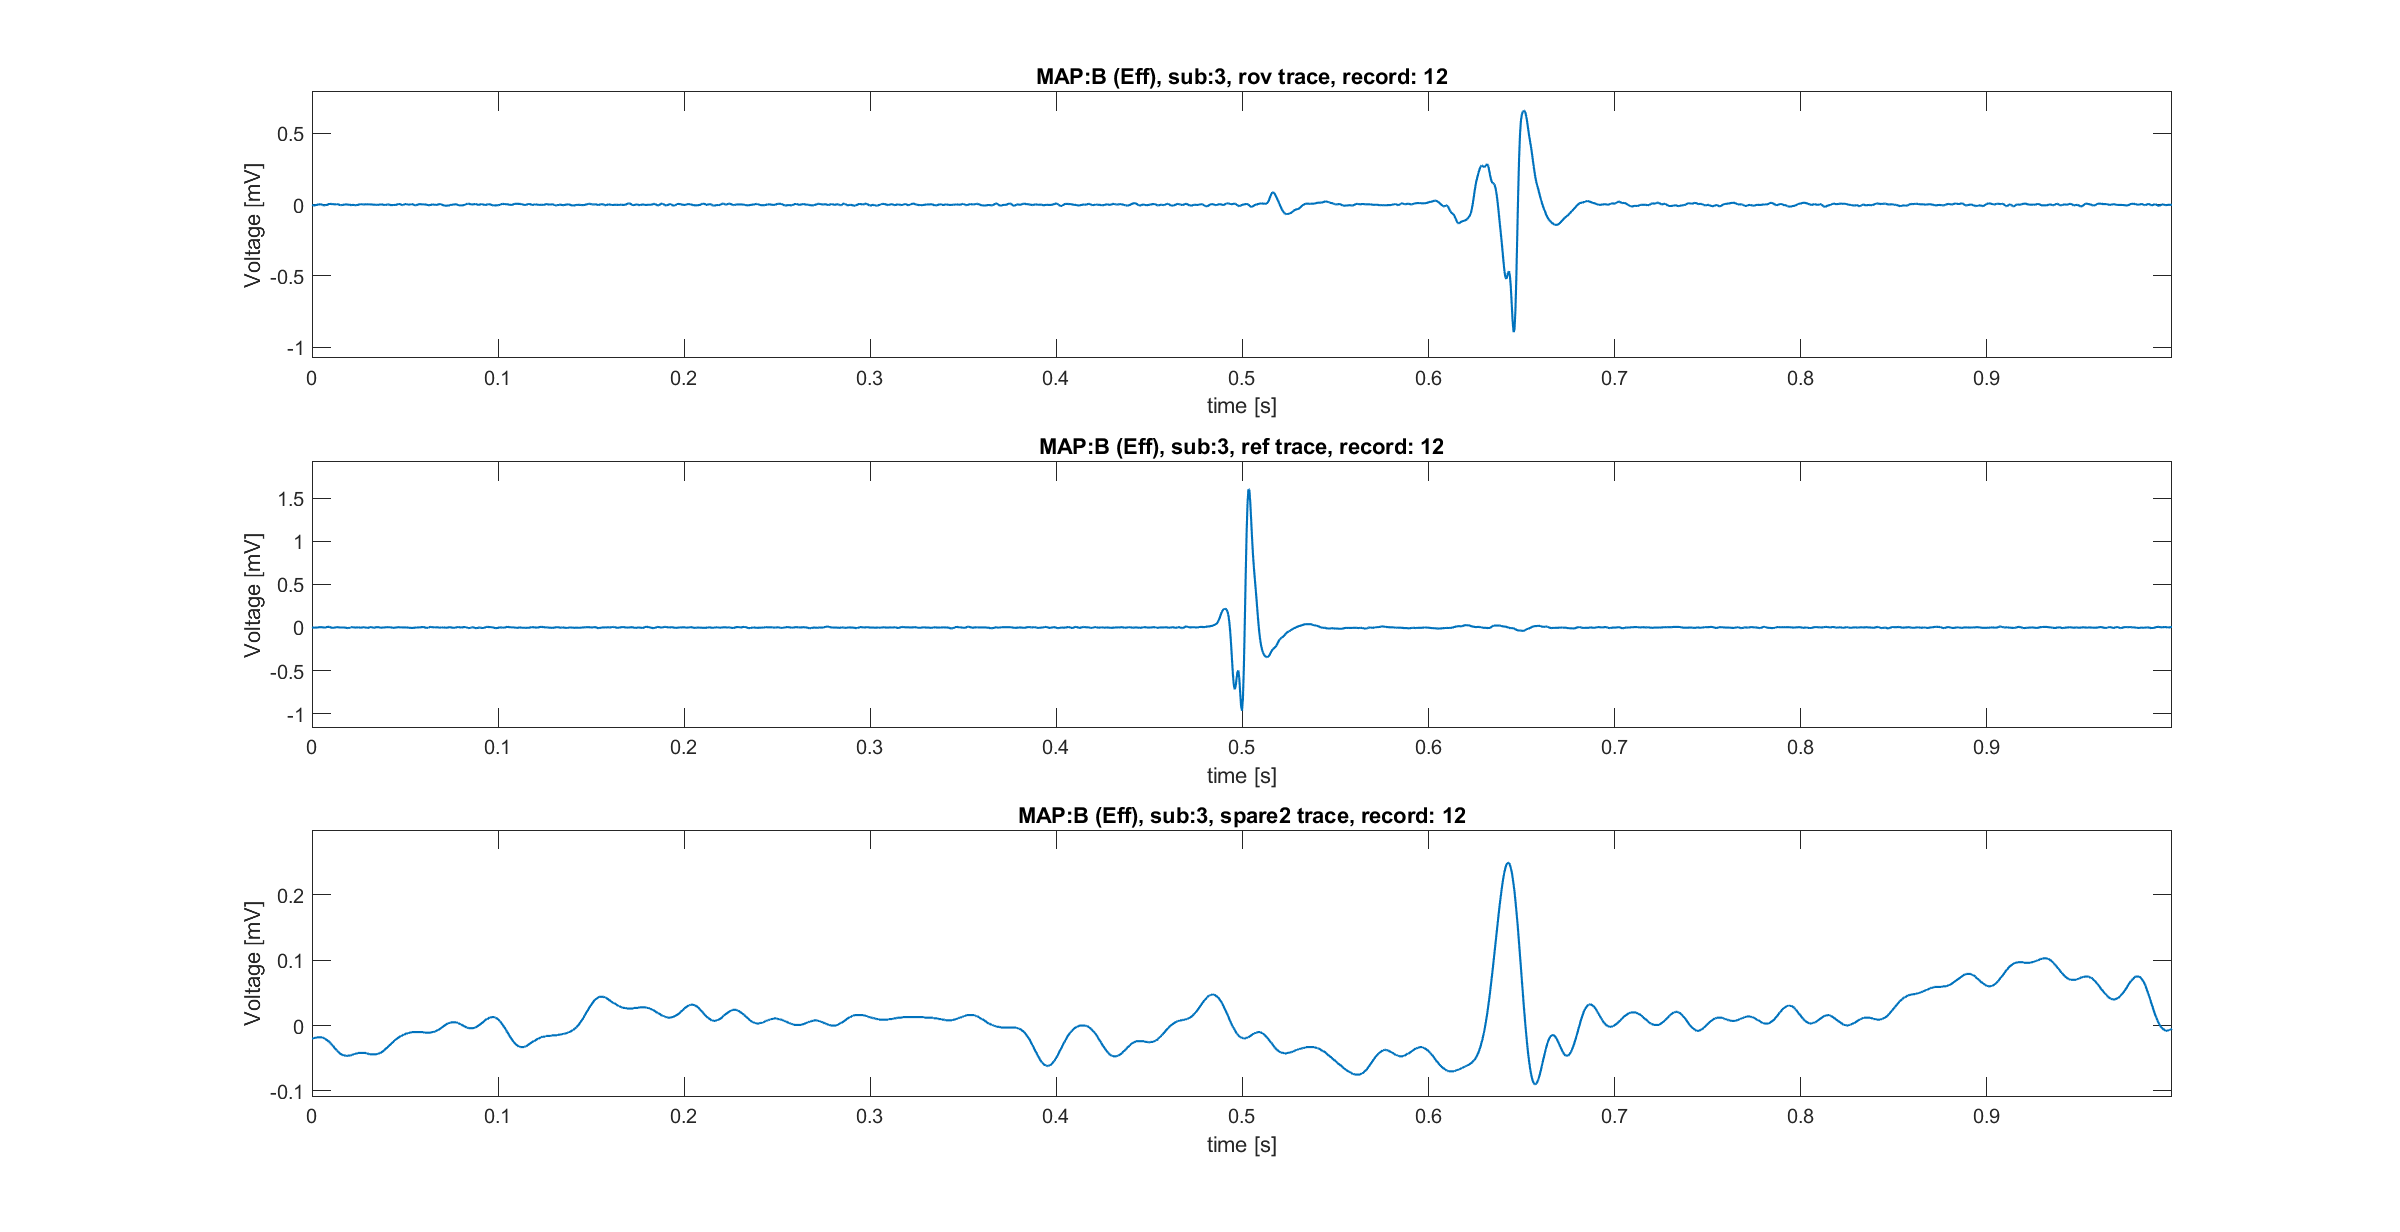 MAP:B (Eff), sub:3, rov trace, record: 12
Voltage [mV]
0.5
0
-0.5
-1
0 0.1 0.2 0.3 0.4 0.5 0.6 0.7 0.8 0.9
time [s]
MAP:B (Eff), sub:3, ref trace, record: 12
Voltage [mV]
1.5
1
0.5
0
-0.5
-1
0 0.1 0.2 0.3 0.4 0.5 0.6 0.7 0.8 0.9
time [s]
MAP:B (Eff), sub:3, spare2 trace, record: 12
Voltage [mV]
0.2
0.1
0
-0.1
0 0.1 0.2 0.3 0.4 0.5 0.6 0.7 0.8 0.9
time [s]